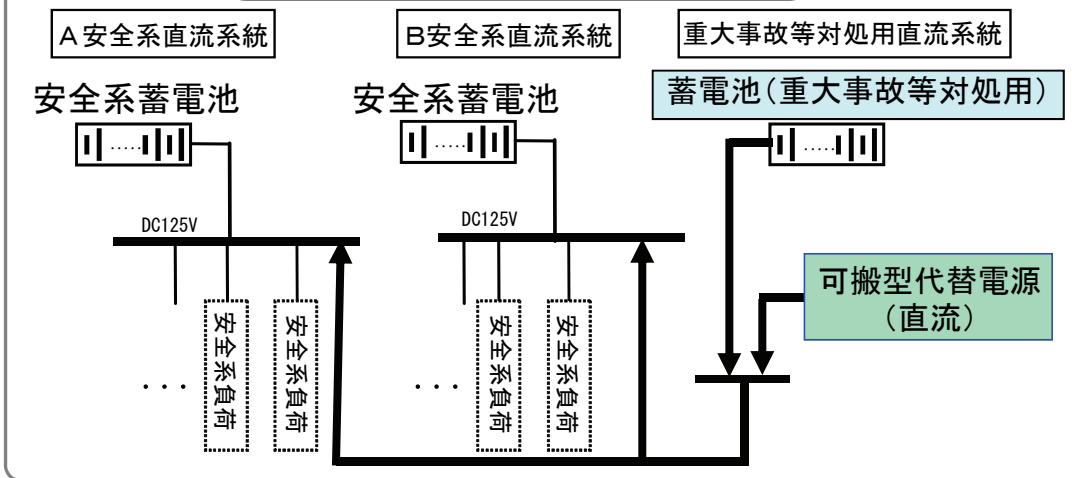 A安全系直流系統
B安全系直流系統
重大事故等対処用直流系統
安全系蓄電池
安全系蓄電池
蓄電池(重大事故等対処用)
DC125V
DC125V
可搬型代替電源
(直流)
安全系負荷
安全系負荷
安全系負荷
安全系負荷
...
...